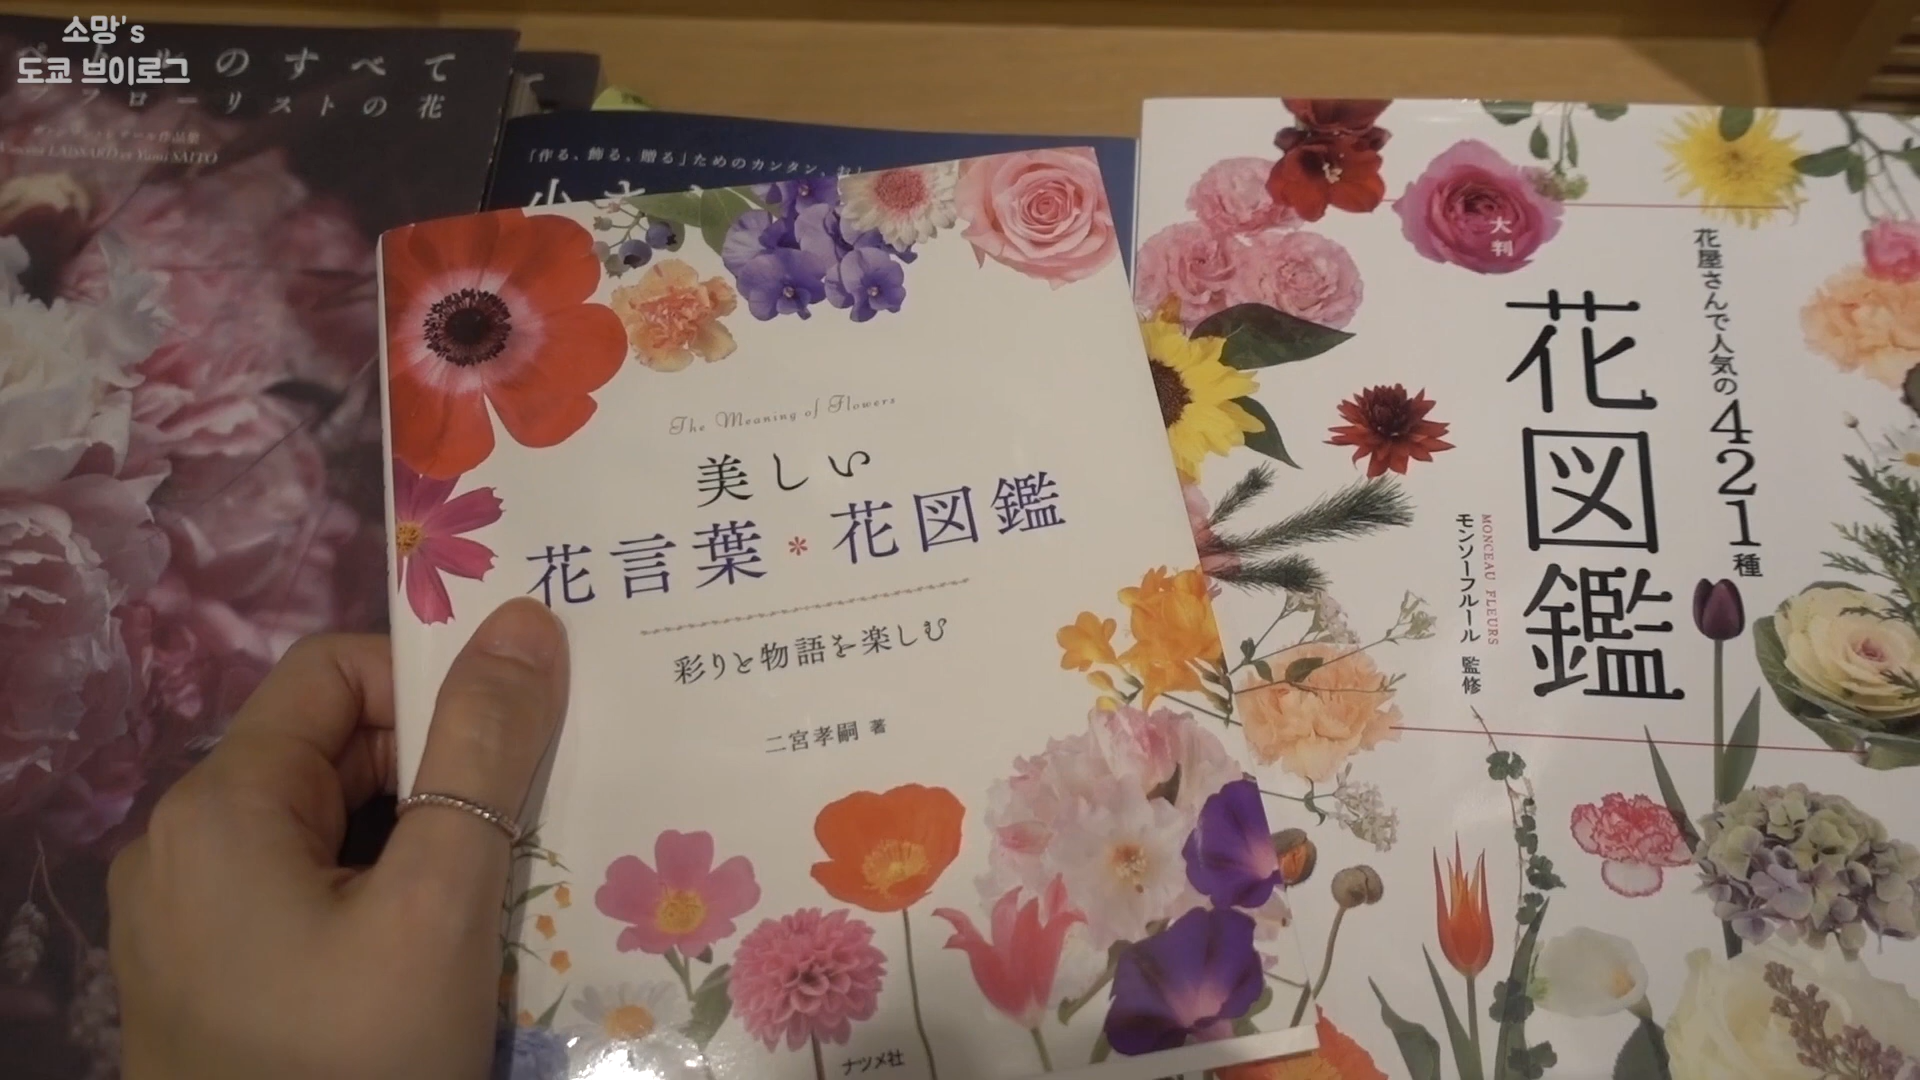 소망's
도쿄 브이로그
のすべて
フローリストの花
Yumi SAITO
「作る、飾る、贈る」ためのカンタン、
The Meaning of Flowers
美しい
花言葉*花図鑑
彩りと物語を楽しむ
二宮孝嗣 著
ナツメ社
花屋さんで人気の421種
大判
花図鑑
MONCEAU FLEURS
モンソーフルール 監修